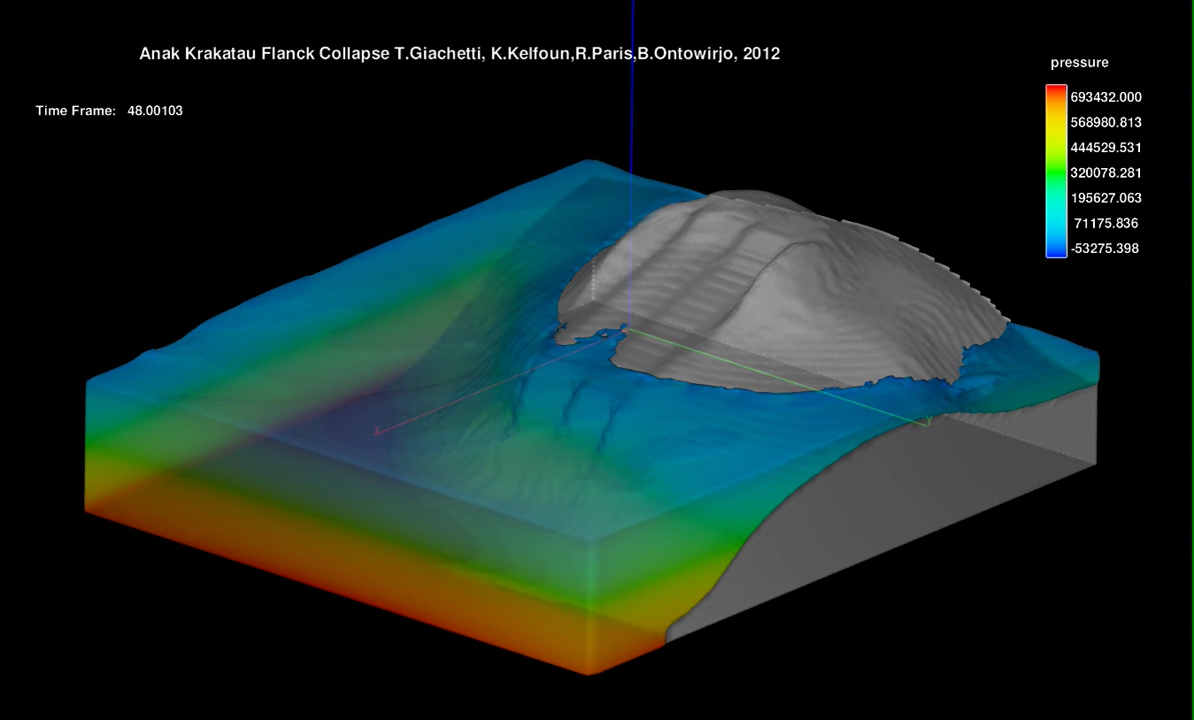 Anak Krakatau Flanck Collapse T.Giachetti, K.Kelfoun,R.Paris,B.Ontowirjo, 2012
pressure
Time Frame: 48.00103
693432.000
568980.813
444529.531
320078.281
195627.063
71175.836
-53275.398
Y